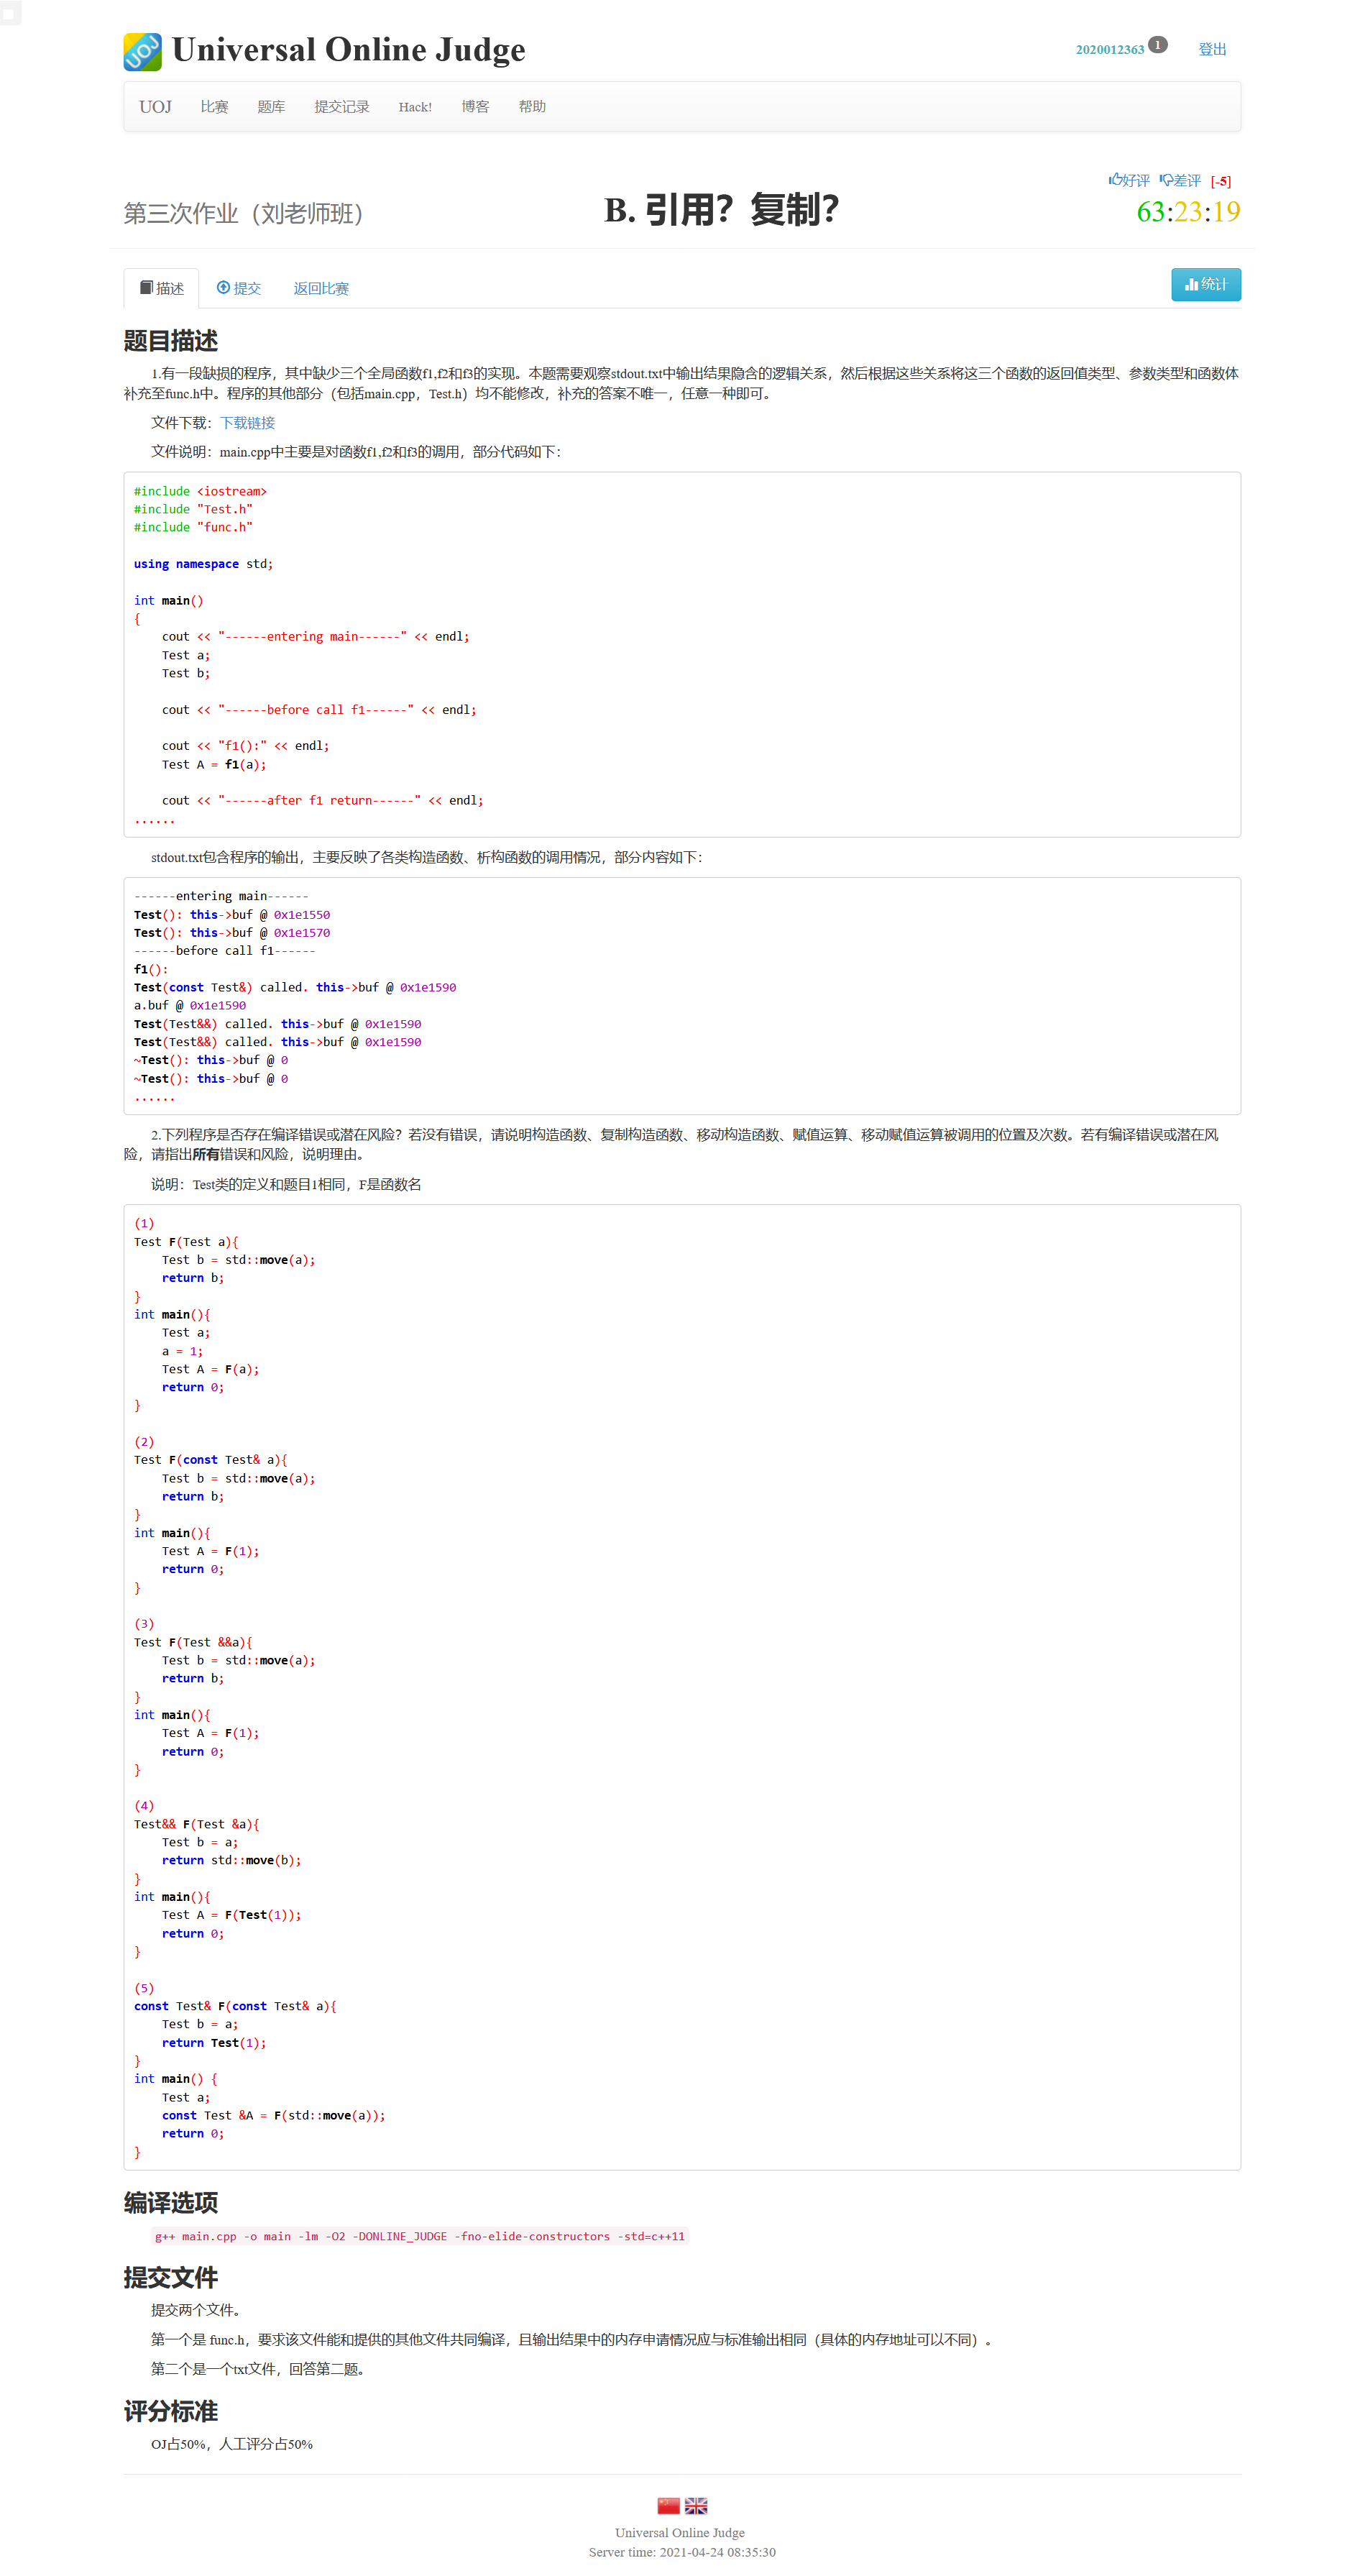 Universal Online Judge
2020012363 1 登出
UOJ 比赛 题库 提交记录 Hack! 博客 帮助
好评 差评 [-5]
第三次作业（刘老师班） B. 引用？复制？ 63:23:19
描述 提交 返回比赛 统计
题目描述
1.有一段缺损的程序，其中缺少三个全局函数f1,f2和f3的实现。本题需要观察stdout.txt中输出结果隐含的逻辑关系，然后根据这些关系将这三个函数的返回值类型、参数类型和函数体
补充至func.h中。程序的其他部分（包括main.cpp，Test.h）均不能修改，补充的答案不唯一，任意一种即可。
文件下载：下载链接
文件说明：main.cpp中主要是对函数f1,f2和f3的调用，部分代码如下：
#include <iostream>
#include "Test.h"
#include "func.h"
using namespace std;
int main()
{
cout << "------entering main------" << endl;
Test a;
Test b;
cout << "------before call f1------" << endl;
cout << "f1():" << endl;
Test A = f1(a);
cout << "------after f1 return------" << endl;
......
stdout.txt包含程序的输出，主要反映了各类构造函数、析构函数的调用情况，部分内容如下：
------entering main------
Test(): this->buf @ 0x1e1550
Test(): this->buf @ 0x1e1570
------before call f1------
f1():
Test(const Test&) called. this->buf @ 0x1e1590
a.buf @ 0x1e1590
Test(Test&&) called. this->buf @ 0x1e1590
Test(Test&&) called. this->buf @ 0x1e1590
~Test(): this->buf @ 0
~Test(): this->buf @ 0
......
2.下列程序是否存在编译错误或潜在风险？若没有错误，请说明构造函数、复制构造函数、移动构造函数、赋值运算、移动赋值运算被调用的位置及次数。若有编译错误或潜在风
险，请指出所有错误和风险，说明理由。
说明：Test类的定义和题目1相同，F是函数名
(1)
Test F(Test a){
Test b = std::move(a);
return b;
}
int main(){
Test a;
a = 1;
Test A = F(a);
return 0;
}
(2)
Test F(const Test& a){
Test b = std::move(a);
return b;
}
int main(){
Test A = F(1);
return 0;
}
(3)
Test F(Test &&a){
Test b = std::move(a);
return b;
}
int main(){
Test A = F(1);
return 0;
}
(4)
Test&& F(Test &a){
Test b = a;
return std::move(b);
}
int main(){
Test A = F(Test(1));
return 0;
}
(5)
const Test& F(const Test& a){
Test b = a;
return Test(1);
}
int main() {
Test a;
const Test &A = F(std::move(a));
return 0;
}
编译选项
g++ main.cpp -o main -lm -O2 -DONLINE_JUDGE -fno-elide-constructors -std=c++11
提交文件
提交两个文件。
第一个是 func.h，要求该文件能和提供的其他文件共同编译，且输出结果中的内存申请情况应与标准输出相同（具体的内存地址可以不同）。
第二个是一个txt文件，回答第二题。
评分标准
OJ占50%，人工评分占50%
Universal Online Judge
Server time: 2021-04-24 08:35:30